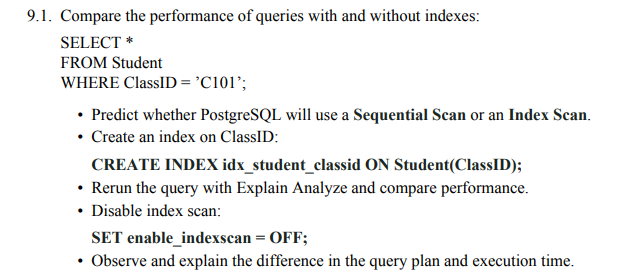 9.1. Compare the performance of queries with and without indexes:
SELECT *
FROM Student
WHERE ClassID = ’C101’;
• Predict whether PostgreSQL will use a Sequential Scan or an Index Scan.
• Create an index on ClassID:
CREATE INDEX idx_student_classid ON Student(ClassID);
• Rerun the query with Explain Analyze and compare performance.
• Disable index scan:
SET enable_indexscan = OFF;
• Observe and explain the difference in the query plan and execution time.